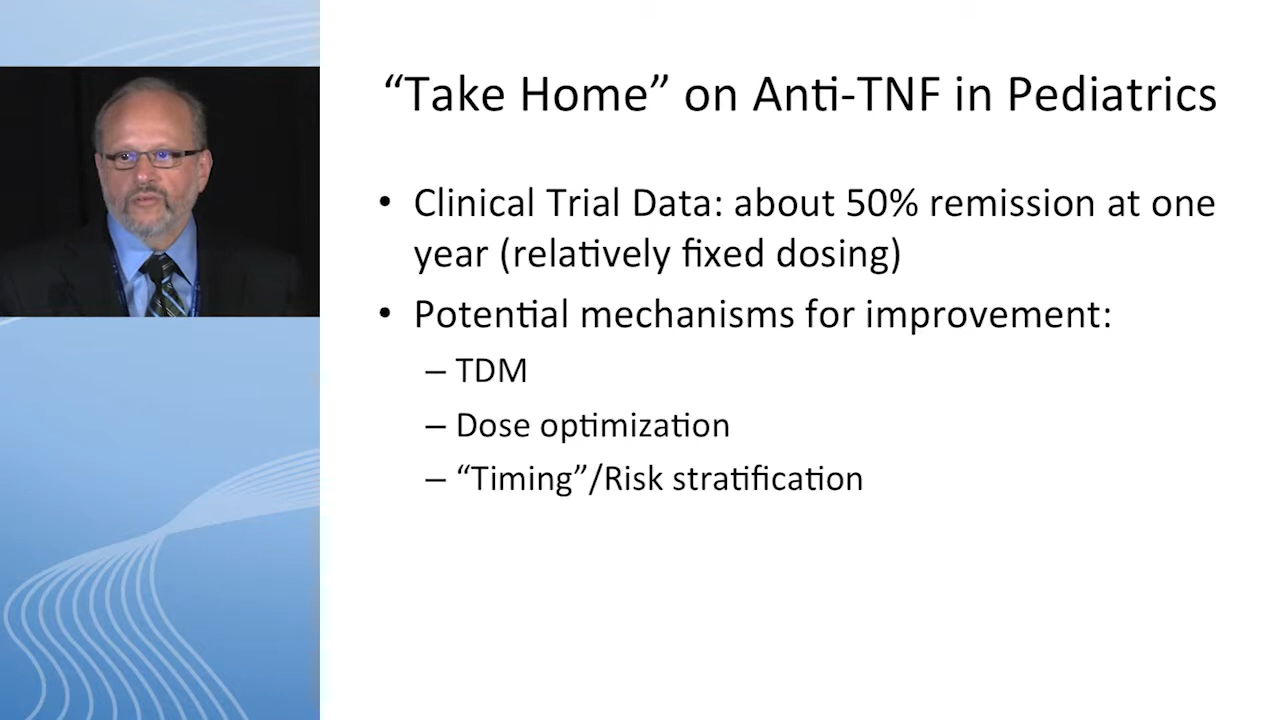 “Take Home” on Anti-TNF in Pediatrics
• Clinical Trial Data: about 50% remission at one
year (relatively fixed dosing)
• Potential mechanisms for improvement:
– TDM
– Dose optimization
– “Timing”/Risk stratification